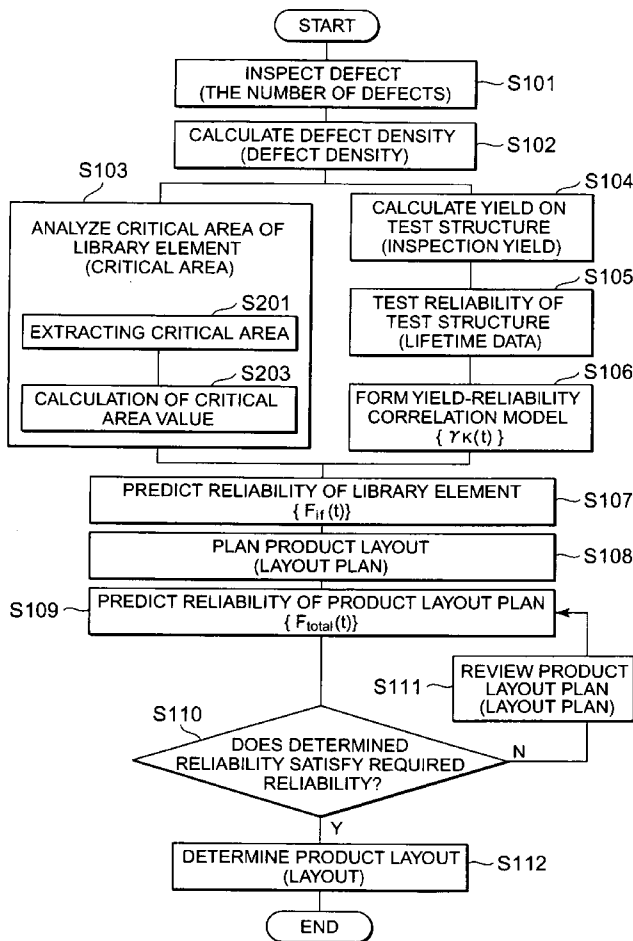 START
INSPECT DEFECT
(THE NUMBER OF DEFECTS)
S101
CALCULATE DEFECT DENSITY
(DEFECT DENSITY)
S102
S103
ANALYZE CRITICAL AREA OF
LIBRARY ELEMENT
(CRITICAL AREA)
S201
EXTRACTING CRITICAL AREA
S203
CALCULATION OF CRITICAL
AREA VALUE
S104
CALCULATE YIELD ON
TEST STRUCTURE
(INSPECTION YIELD)
S105
TEST RELIABILITY OF
TEST STRUCTURE
(LIFETIME DATA)
S106
FORM YIELD-RELIABILITY
CORRELATION MODEL
{ γκ(t) }
PREDICT RELIABILITY OF LIBRARY ELEMENT
{ Fif (t)}
S107
PLAN PRODUCT LAYOUT
(LAYOUT PLAN)
S108
S109
PREDICT RELIABILITY OF PRODUCT LAYOUT PLAN
{ Ftotal(t)}
S111
REVIEW PRODUCT
LAYOUT PLAN
(LAYOUT PLAN)
S110
DOES DETERMINED
RELIABILITY SATISFY REQUIRED
RELIABILITY?
N
Y
DETERMINE PRODUCT LAYOUT
(LAYOUT)
S112
END